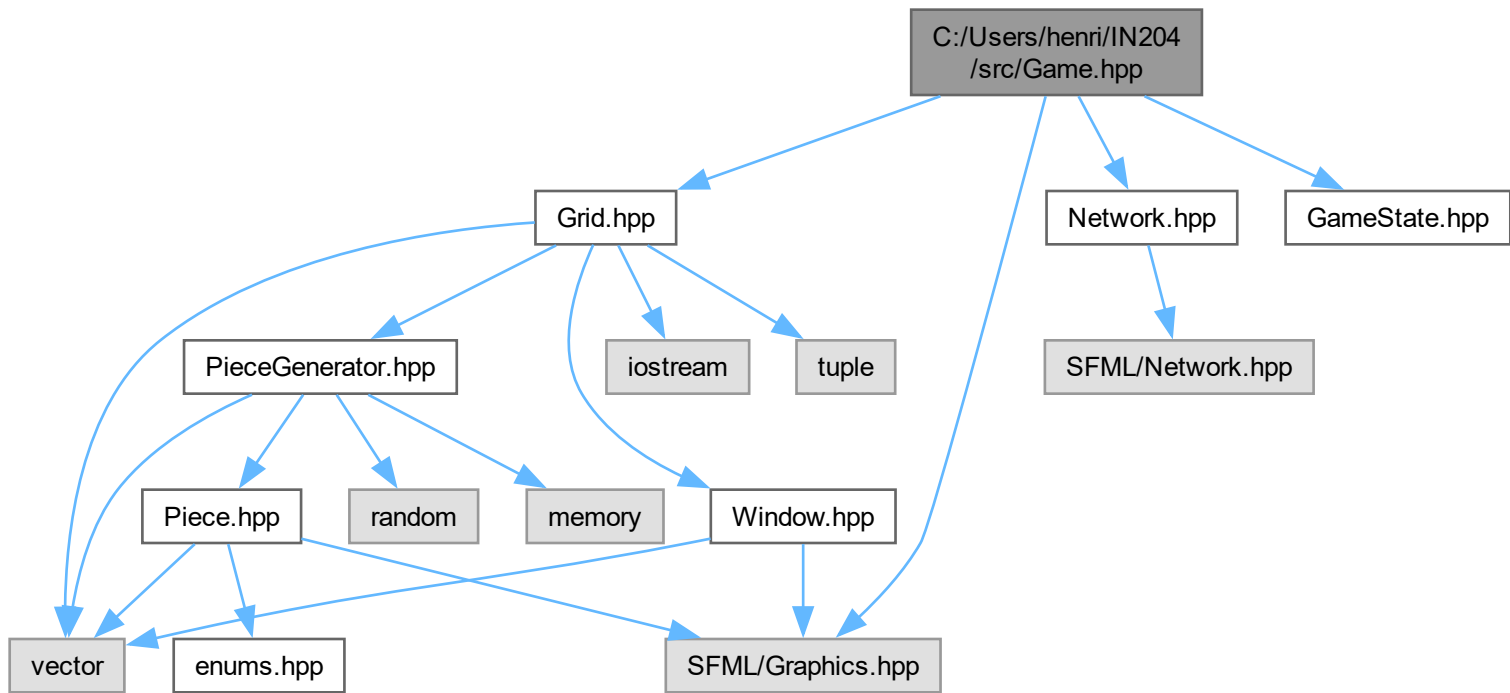 C:/Users/henri/IN204
/src/Game.hpp
Grid.hpp
Network.hpp
GameState.hpp
PieceGenerator.hpp
iostream
tuple
SFML/Network.hpp
Piece.hpp
random
memory
Window.hpp
vector
enums.hpp
SFML/Graphics.hpp